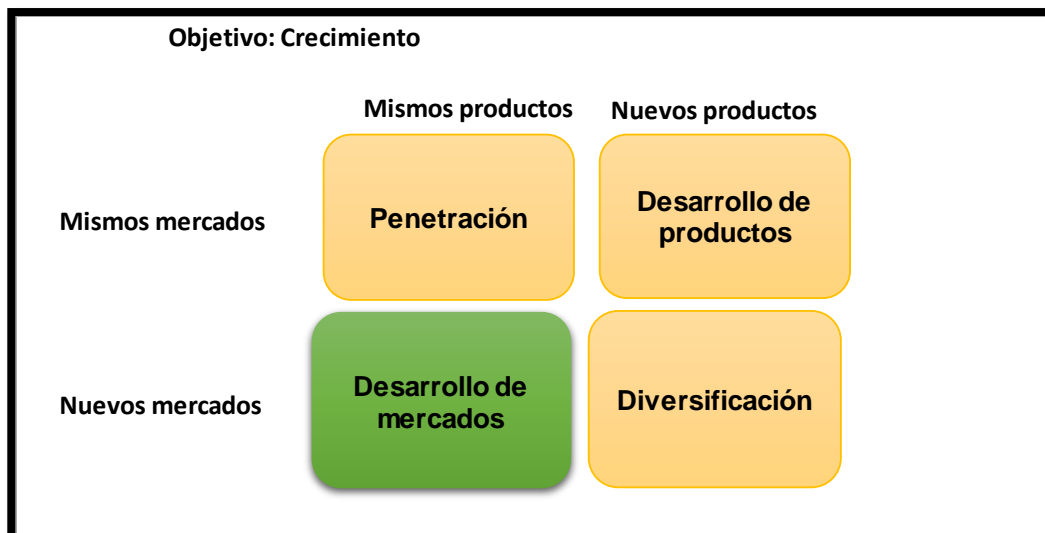 Objetivo: Crecimiento
Mismos productos
Nuevos productos
Mismos mercados
Penetración
Desarrollo de
productos
Nuevos mercados
Desarrollo de
mercados
Diversificación